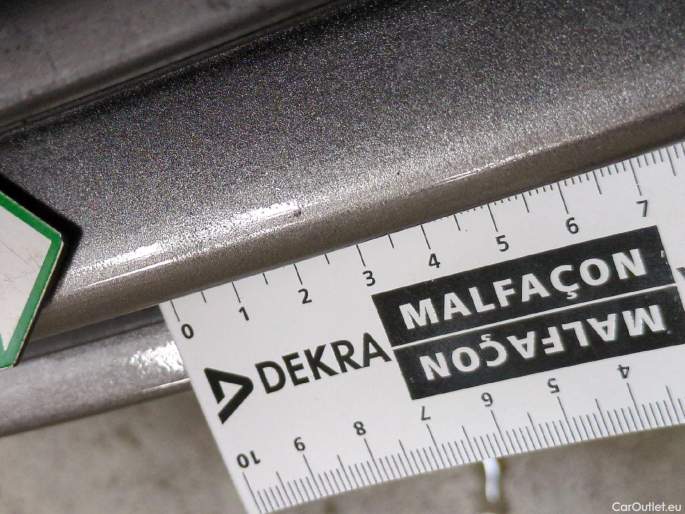 0 1 2 3 4 5 6 7
MALFAÇON
DEKRA
MALFAÇON
10 9 8 7 6 5 4
CarOutlet.eu